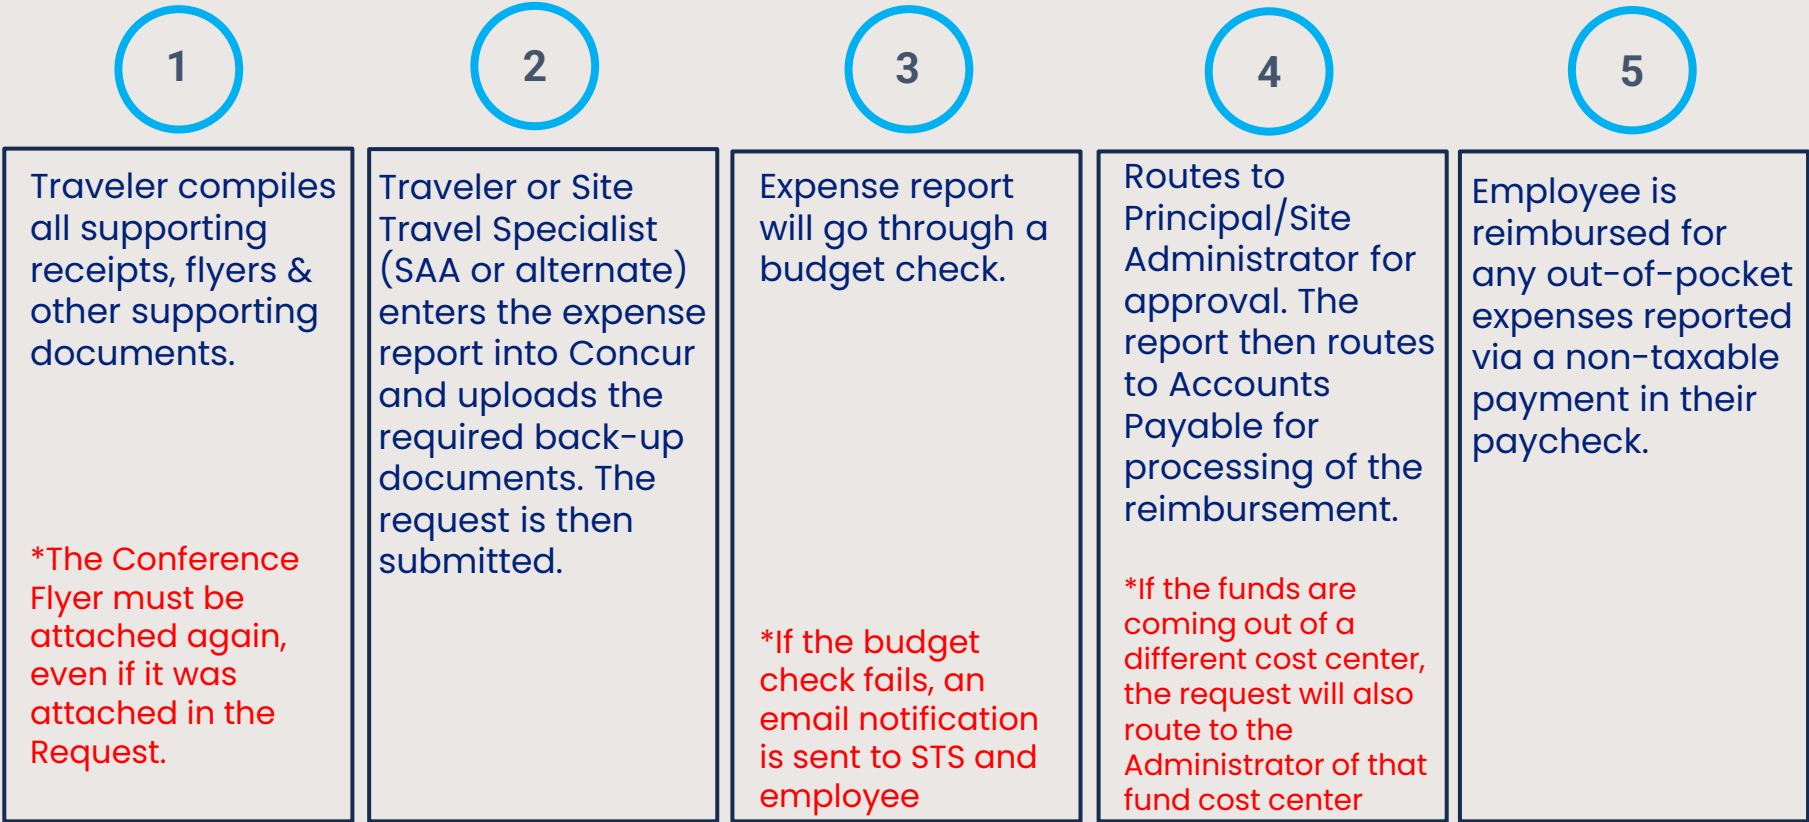 1
Traveler compiles
all supporting
receipts, flyers &
other supporting
documents.
*The Conference
Flyer must be
attached again,
even if it was
attached in the
Request.
2
Traveler or Site
Travel Specialist
(SAA or alternate)
enters the expense
report into Concur
and uploads the
required back-up
documents. The
request is then
submitted.
3
Expense report
will go through a
budget check.
*If the budget
check fails, an
email notification
is sent to STS and
employee
4
Routes to
Principal/Site
Administrator for
approval. The
report then routes
to Accounts
Payable for
processing of the
reimbursement.
*If the funds are
coming out of a
different cost center,
the request will also
route to the
Administrator of that
fund cost center
5
Employee is
reimbursed for
any out-of-pocket
expenses reported
via a non-taxable
payment in their
paycheck.